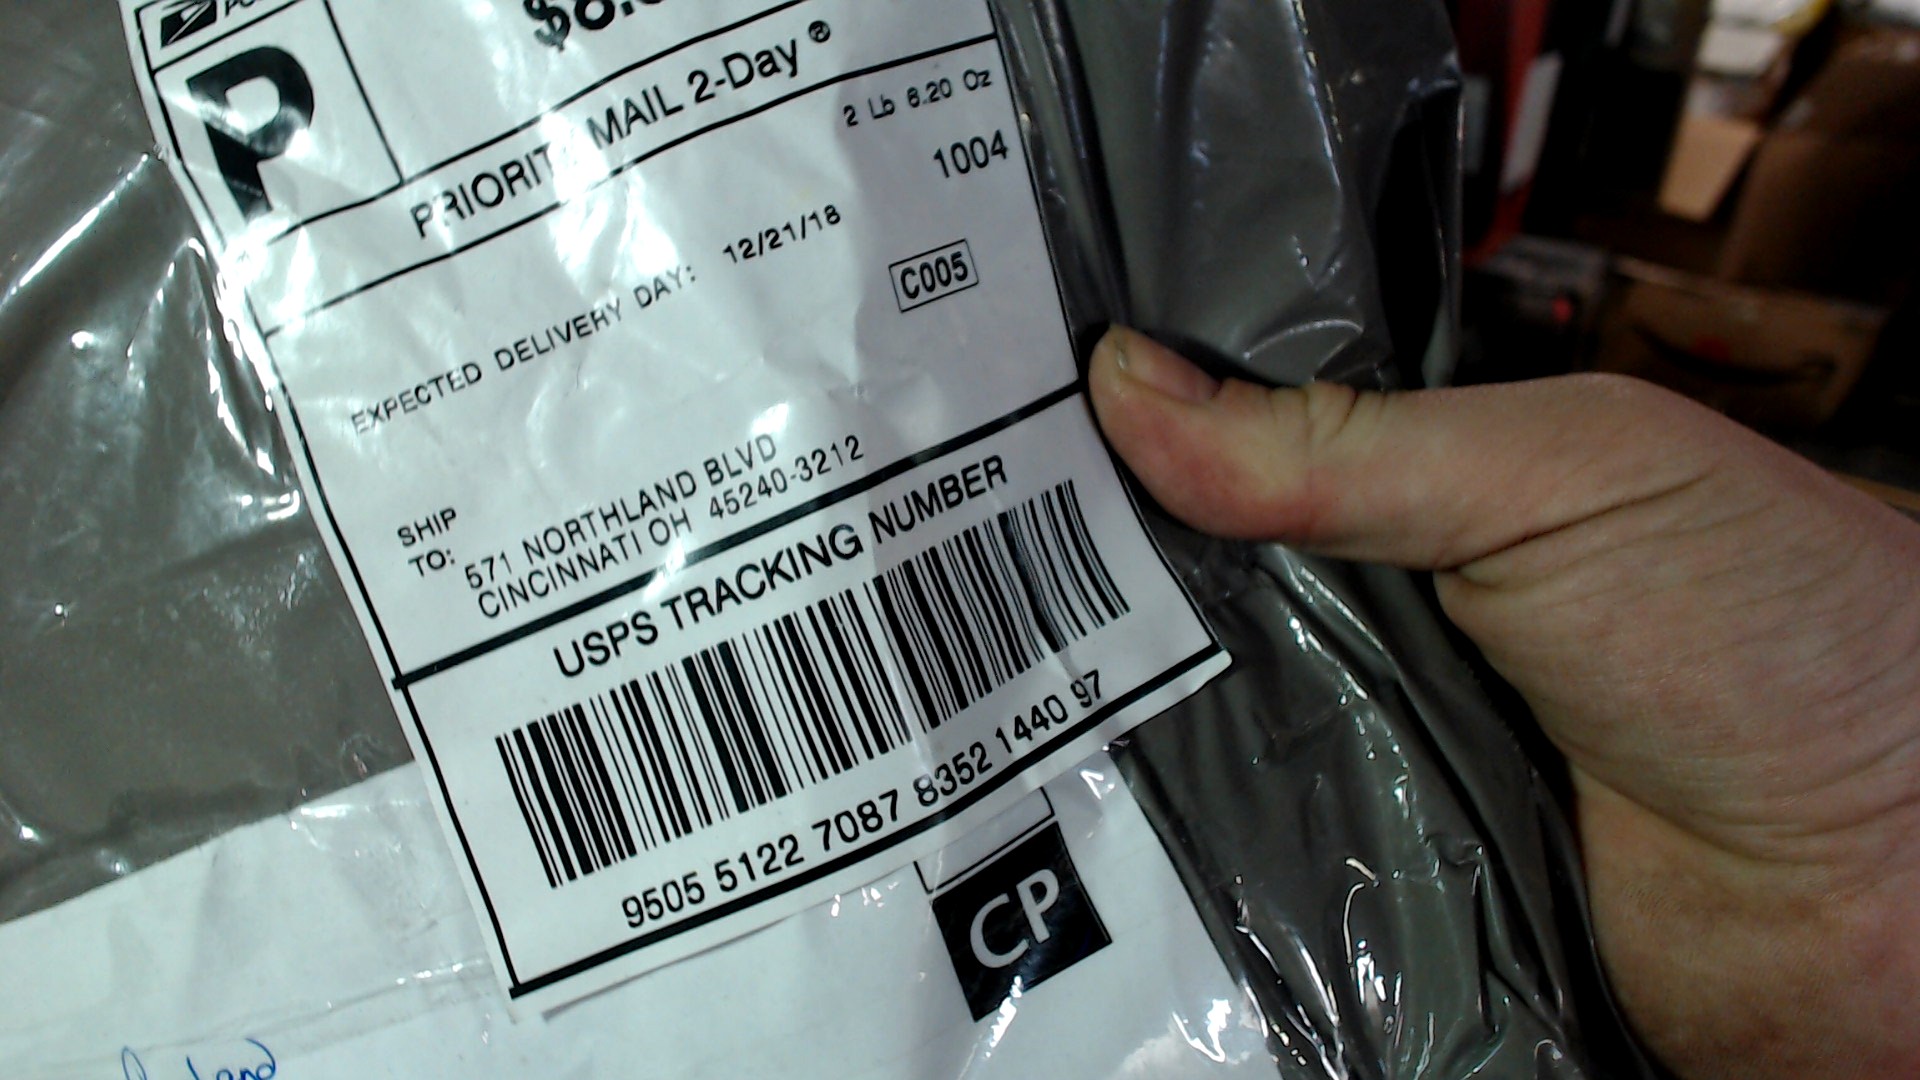 P
PRIORITY MAIL 2-Day ®
2 Lb 6.20 Oz
1004
EXPECTED DELIVERY DAY: 12/21/18
C005
SHIP
TO:
571 NORTHLAND BLVD
CINCINNATI OH 45240-3212
USPS TRACKING NUMBER
9505 5122 7087 8352 1440 97
CP